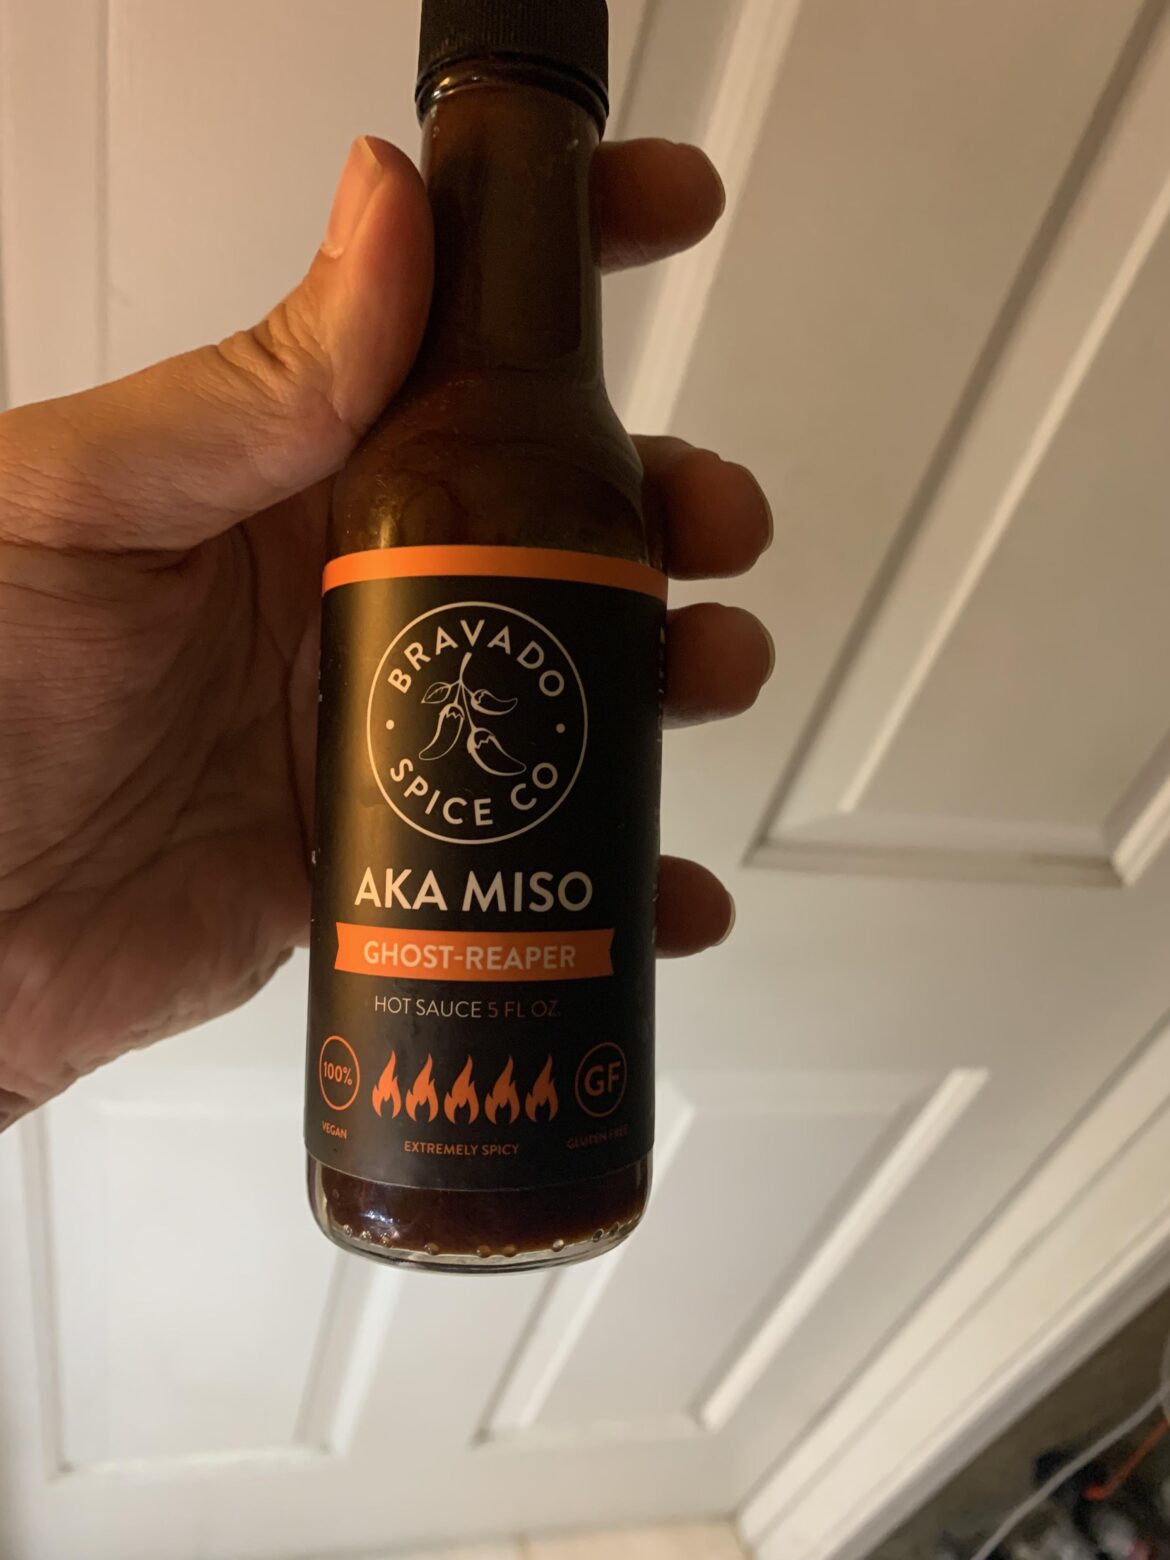 BRAVADO
SPICE CO
AKA MISO
GHOST-REAPER
HOT SAUCE 5 FL OZ.
100%
GF
VEGAN
EXTREMELY SPICY
GLUTEN FREE